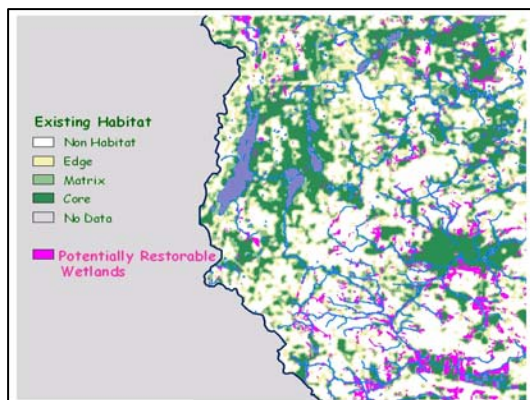 Existing Habitat
Non Habitat
Edge
Matrix
Core
No Data
Potentially Restorable
Wetlands